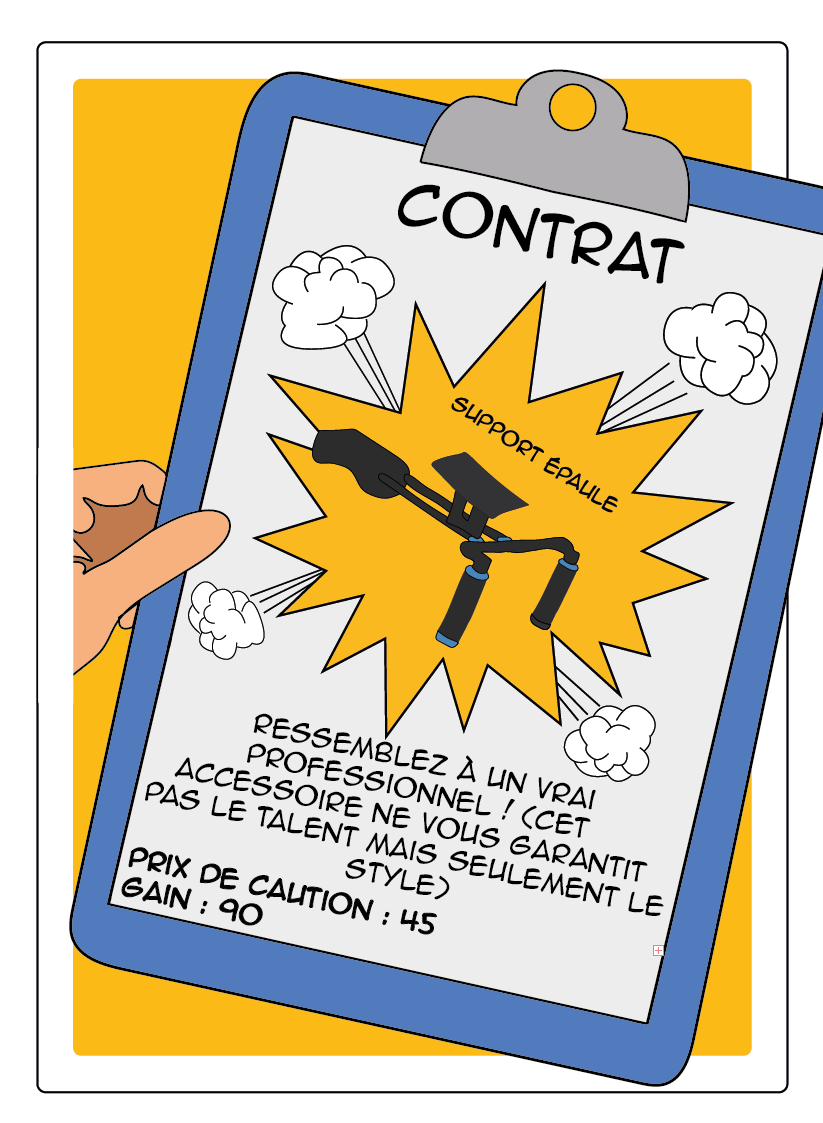 CONTRAT
SUPPORT ÉPAULE
RESSEMBLEZ À UN VRAI
PROFESSIONNEL ! (CET
ACCESSOIRE NE VOUS GARANTIT
PAS LE TALENT MAIS SEULEMENT LE
STYLE)
PRIX DE CAUTION : 45
GAIN : 90